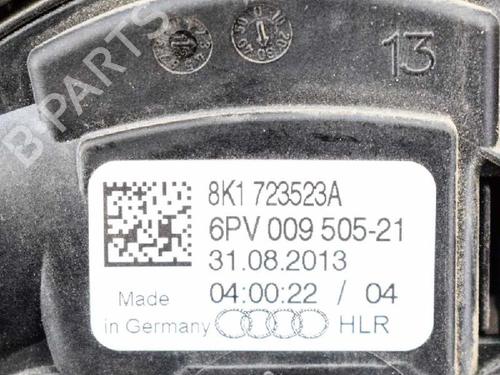 B-PARTS
13
8K1 723523A
6PV 009 505-21
31.08.2013
Made 04:00:22 / 04
in Germany HLR